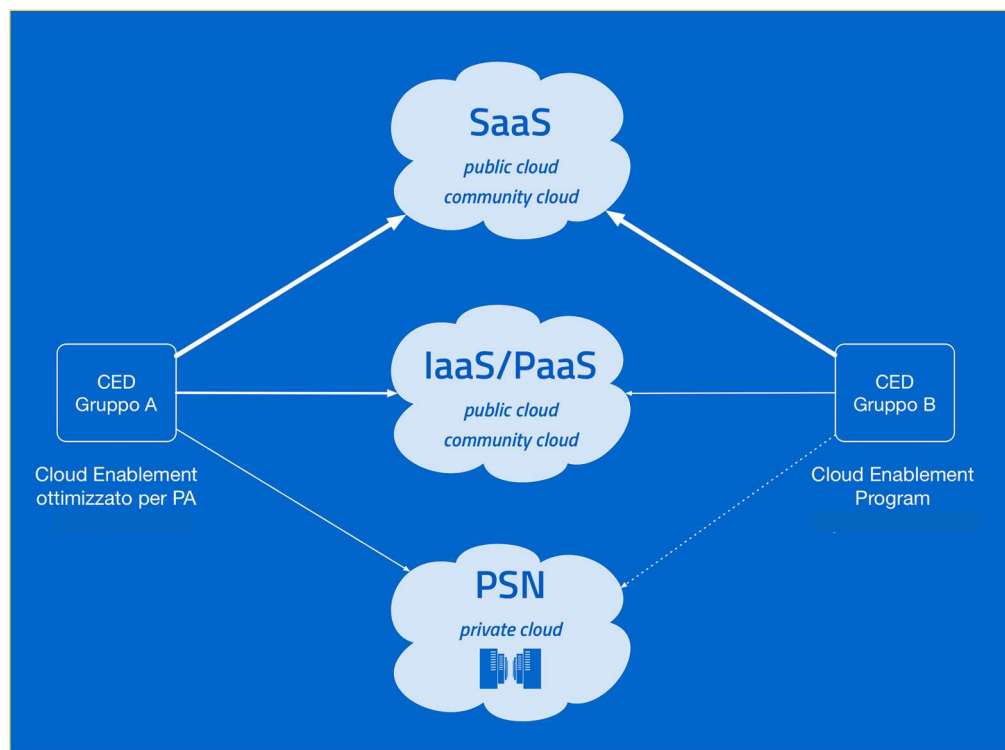 SaaS
public cloud
community cloud
IaaS/PaaS
public cloud
community cloud
CED
Gruppo A
Cloud Enablement
ottimizzato per PA
CED
Gruppo B
Cloud Enablement
Program
PSN
private cloud